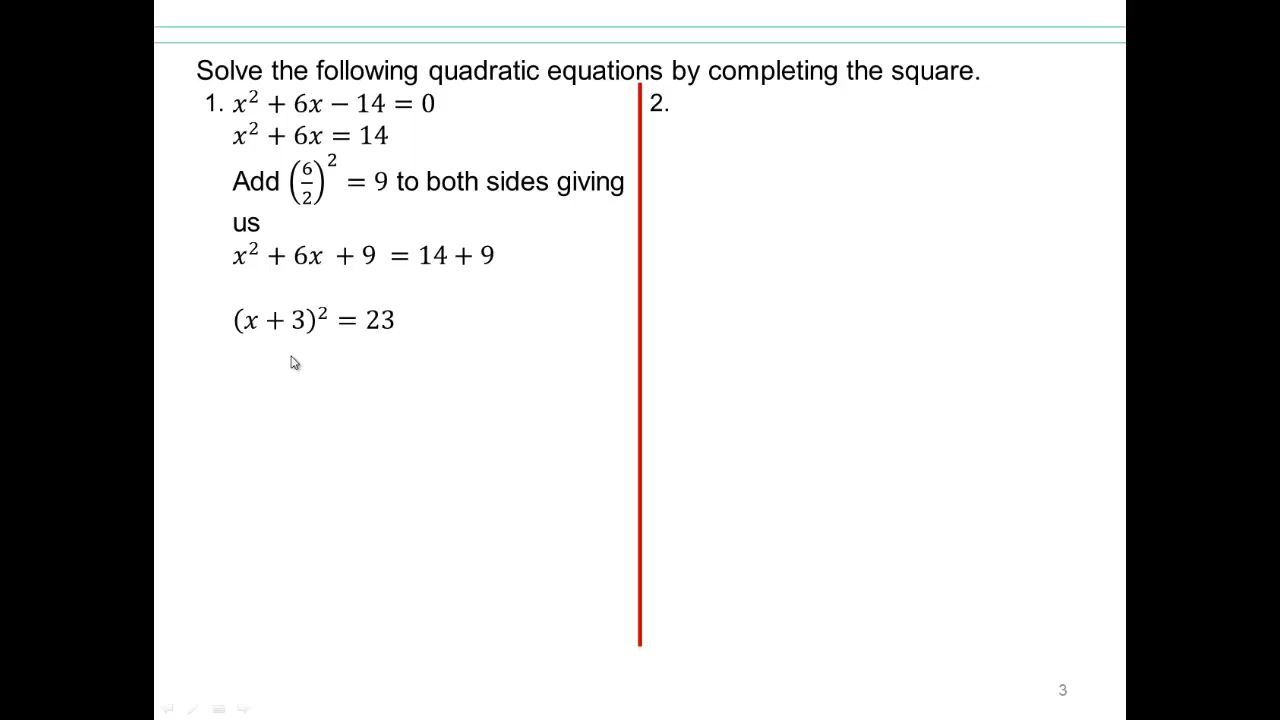 Solve the following quadratic equations by completing the square.
1. 𝑥² + 6𝑥 − 14 = 0
𝑥² + 6𝑥 = 14
Add (6/2)² = 9 to both sides giving
us
𝑥² + 6𝑥 + 9 = 14 + 9
(𝑥 + 3)² = 23
2.
3